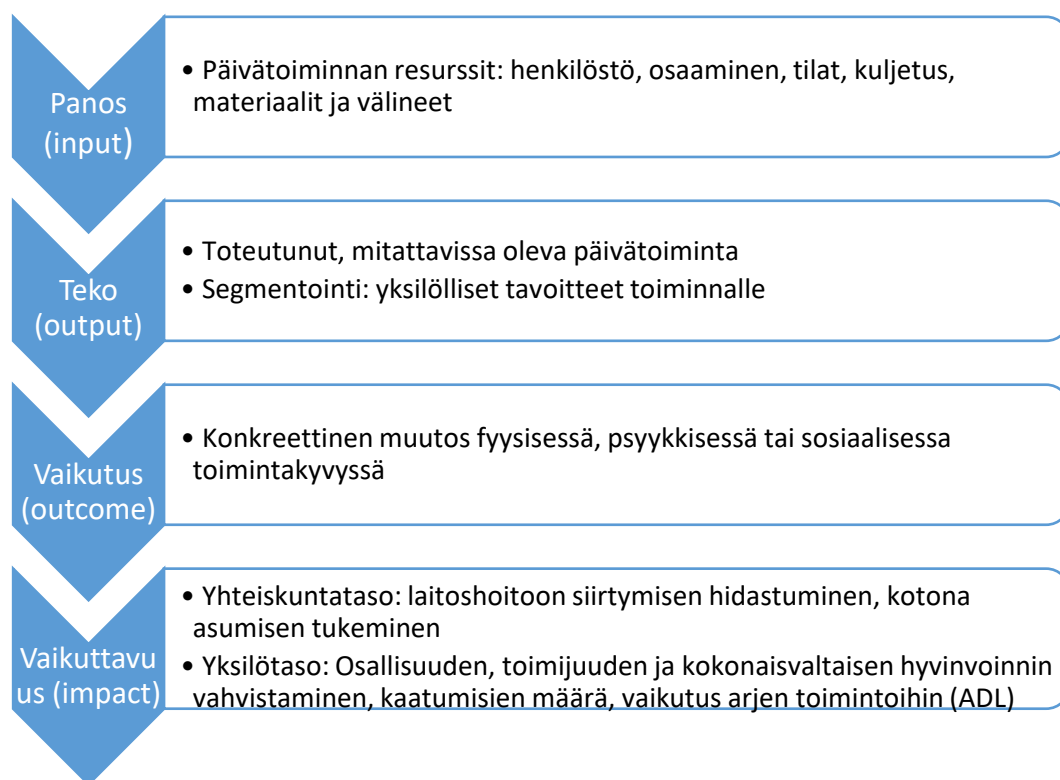 Panos
(input)
• Päivätoiminnan resurssit: henkilöstö, osaaminen, tilat, kuljetus,
materiaalit ja välineet
Teko
(output)
• Toteutunut, mitattavissa oleva päivätoiminta
• Segmentointi: yksilölliset tavoitteet toiminnalle
Vaikutus
(outcome)
• Konkreettinen muutos fyysisessä, psyykkisessä tai sosiaalisessa
toimintakyvyssä
Vaikuttavu
us (impact)
• Yhteiskuntataso: laitoshoitoon siirtymisen hidastuminen, kotona
asumisen tukeminen
• Yksilötaso: Osallisuuden, toimijuuden ja kokonaisvaltaisen hyvinvoinnin
vahvistaminen, kaatumisien määrä, vaikutus arjen toimintoihin (ADL)